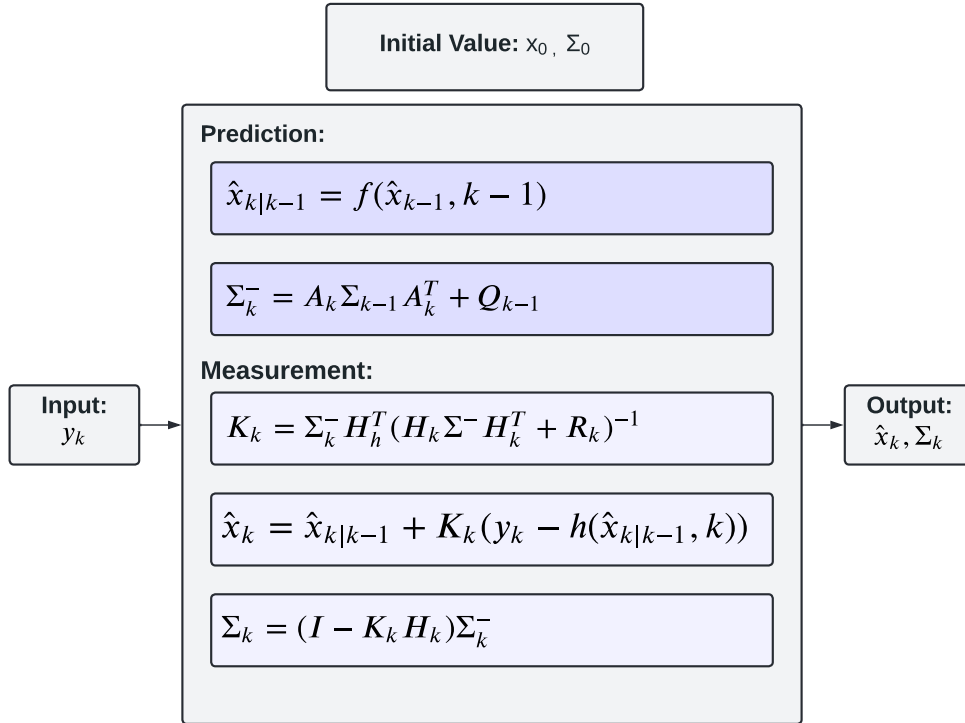 Initial Value: x₀ , Σ₀
Prediction:
x̂ₖ|ₖ₋₁ = f(x̂ₖ₋₁, k − 1)
Σₖ⁻ = AₖΣₖ₋₁Aₖᵀ + Qₖ₋₁
Measurement:
Kₖ = Σₖ⁻Hₕᵀ(HₖΣ⁻Hₖᵀ + Rₖ)⁻¹
x̂ₖ = x̂ₖ|ₖ₋₁ + Kₖ(yₖ − h(x̂ₖ|ₖ₋₁, k))
Σₖ = (I − KₖHₖ)Σₖ⁻
Input:
yₖ
Output:
x̂ₖ, Σₖ